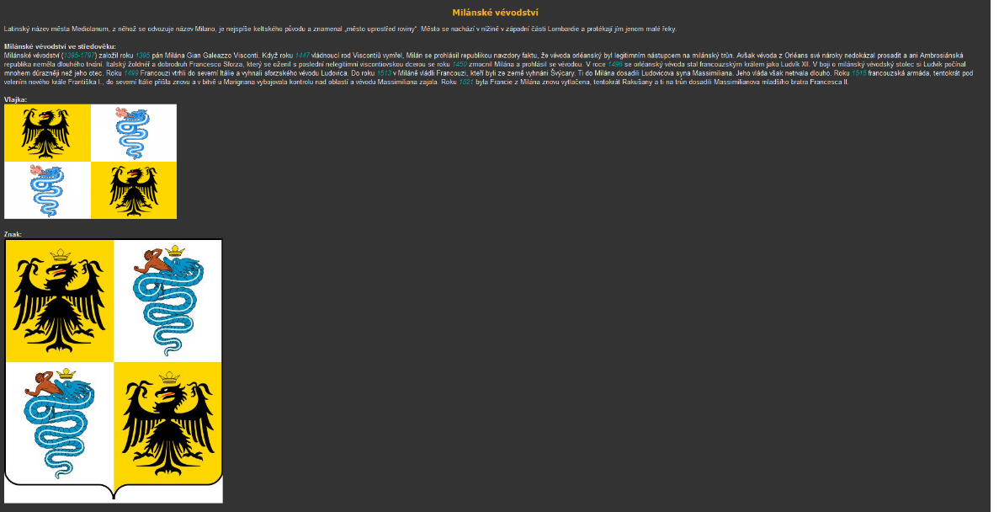 Milánské vévodství
Latinský název města Mediolanum, z něhož se odvozuje název Milano, je nejspíše keltského původu a znamenal „město uprostřed roviny“. Město se nachází v nížině v západní části Lombardie a protékají jím jenom malé řeky.
Milánské vévodství ve středověku:
Milánské vévodství (1395-1797) založil roku 1395 pán Milána Gian Galeazzo Visconti. Když roku 1447 vládnoucí rod Viscontiů vymřel, Milán se prohlásil republikou navzdory faktu, že vévoda orléanský byl legitimním nástupcem na milánský trůn. Avšak vévoda z Orléans své nároky nedokázal prosadit a ani Ambrosiánská
republika neměla dlouhého trvání. Italský žoldnéř a dobrodruh Francesco Sforza, který se oženil s poslední nelegitimní viscontiovskou dcerou se roku 1450 zmocnil Milána a prohlásil se vévodou. V roce 1498 se orléanský vévoda stal francouzským králem jako Ludvík XII. V boji o milánský vévodský stolec si Ludvík počínal
mnohem důrazněji než jeho otec. Roku 1499 Francouzi vtrhli do severní Itálie a vyhnali sforzského vévodu Ludovica. Do roku 1513 v Miláně vládli Francouzi, kteří byli ze země vyhnáni Švýcary. Ti do Milána dosadili Ludovicova syna Massimiliana. Jeho vláda však netrvala dlouho. Roku 1515 francouzská armáda, tentokrát pod
velením nového krále Františka I., do severní Itálie přišla znovu a v bitvě u Marignana vybojovala kontrolu nad oblastí a vévodu Massimiliana zajala. Roku 1521 byla Francie z Milána znovu vytlačena, tentokrát Rakušany a ti na trůn dosadili Massimilianova mladšího bratra Francesca II.
Vlajka:
Znak: